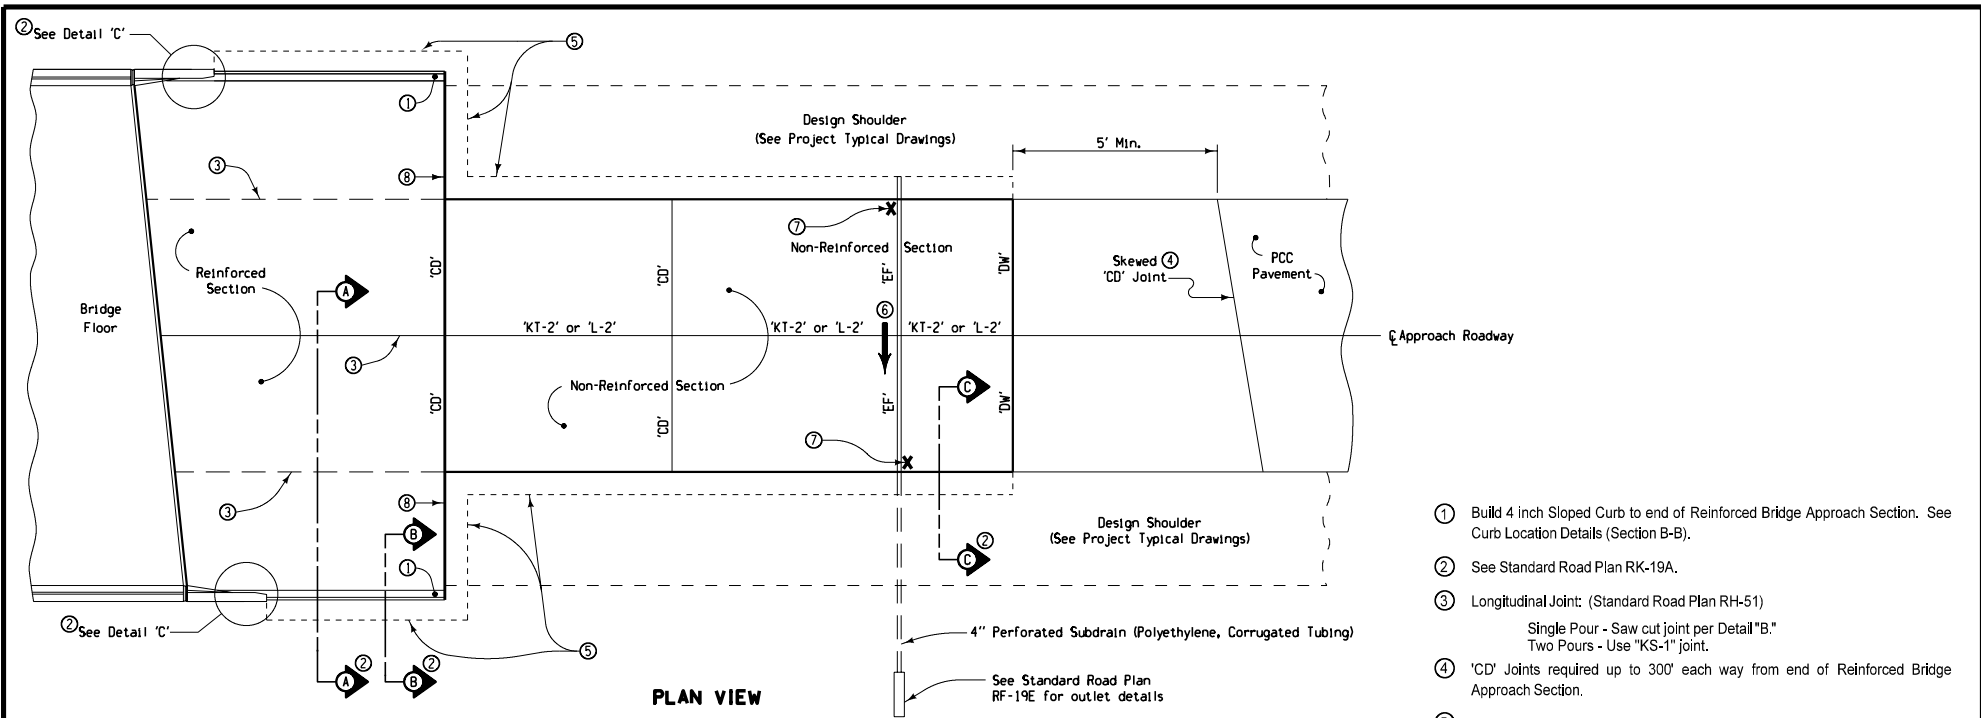 ② See Detail 'C'
⑤
①
Design Shoulder
(See Project Typical Drawings)
5' Min.
③
⑧
⑦
Non-Reinforced Section
Reinforced
Section
'CD'
'CD'
'EF'
'DW'
Skewed ④
'CD' Joint
PCC
Pavement
A
Bridge
Floor
⑥
'KT-2' or 'L-2'
'KT-2' or 'L-2'
'KT-2' or 'L-2'
℄ Approach Roadway
③
Non-Reinforced Section
'CD'
'CD'
'EF'
'DW'
C
⑦
③
⑧
B
②
C
Design Shoulder
(See Project Typical Drawings)
①
② See Detail 'C'
4" Perforated Subdrain (Polyethylene, Corrugated Tubing)
⑤
②
A
②
B
PLAN VIEW
See Standard Road Plan
RF-19E for outlet details
① Build 4 inch Sloped Curb to end of Reinforced Bridge Approach Section. See
Curb Location Details (Section B-B).
② See Standard Road Plan RK-19A.
③ Longitudinal Joint: (Standard Road Plan RH-51)
Single Pour - Saw cut joint per Detail "B."
Two Pours - Use "KS-1" joint.
④ 'CD' Joints required up to 300' each way from end of Reinforced Bridge
Approach Section.